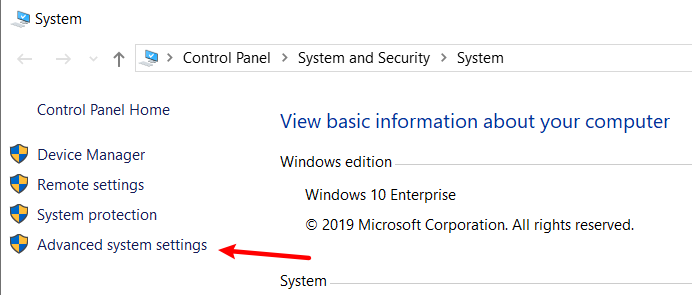 System
Control Panel > System and Security > System
Control Panel Home
Device Manager
Remote settings
System protection
Advanced system settings
View basic information about your computer
Windows edition
Windows 10 Enterprise
© 2019 Microsoft Corporation. All rights reserved.
System